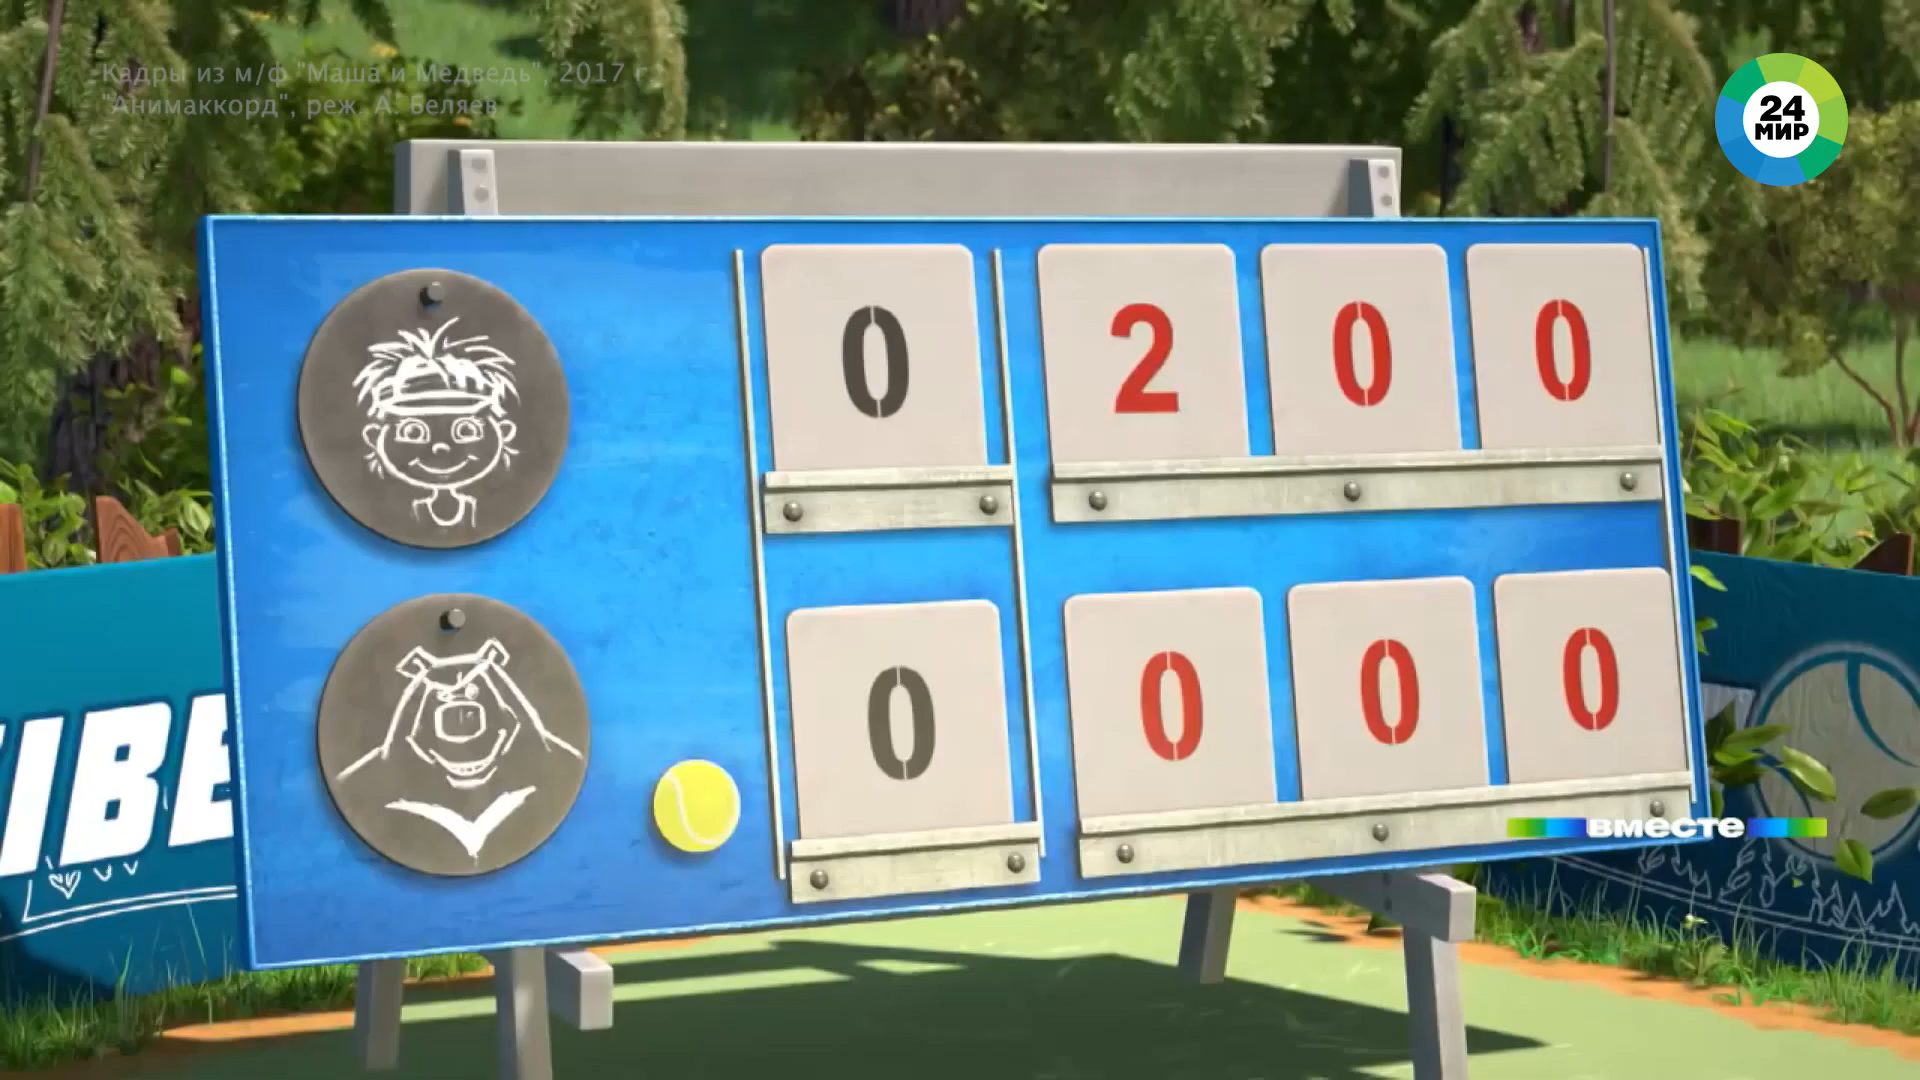 Кадры из м/ф "Маша и Медведь", 2017 г.
"Анимаккорд", реж. А. Беляев
24
МИР
0 2 0 0
0 0 0 0
ВМЕСТЕ